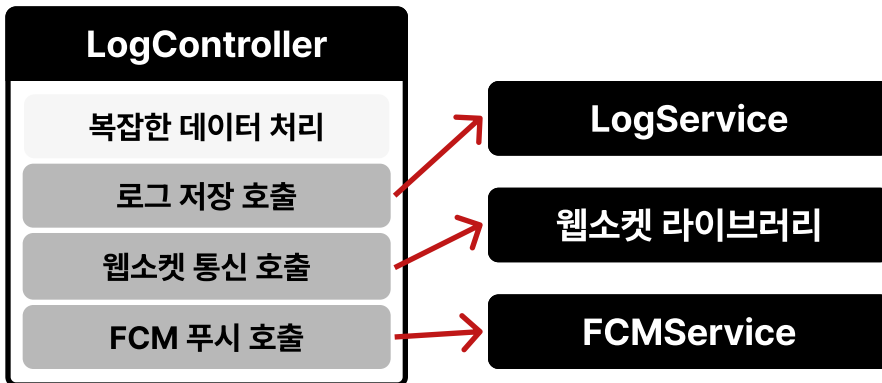 LogController
복잡한 데이터 처리
로그 저장 호출
웹소켓 통신 호출
FCM 푸시 호출
LogService
웹소켓 라이브러리
FCMService